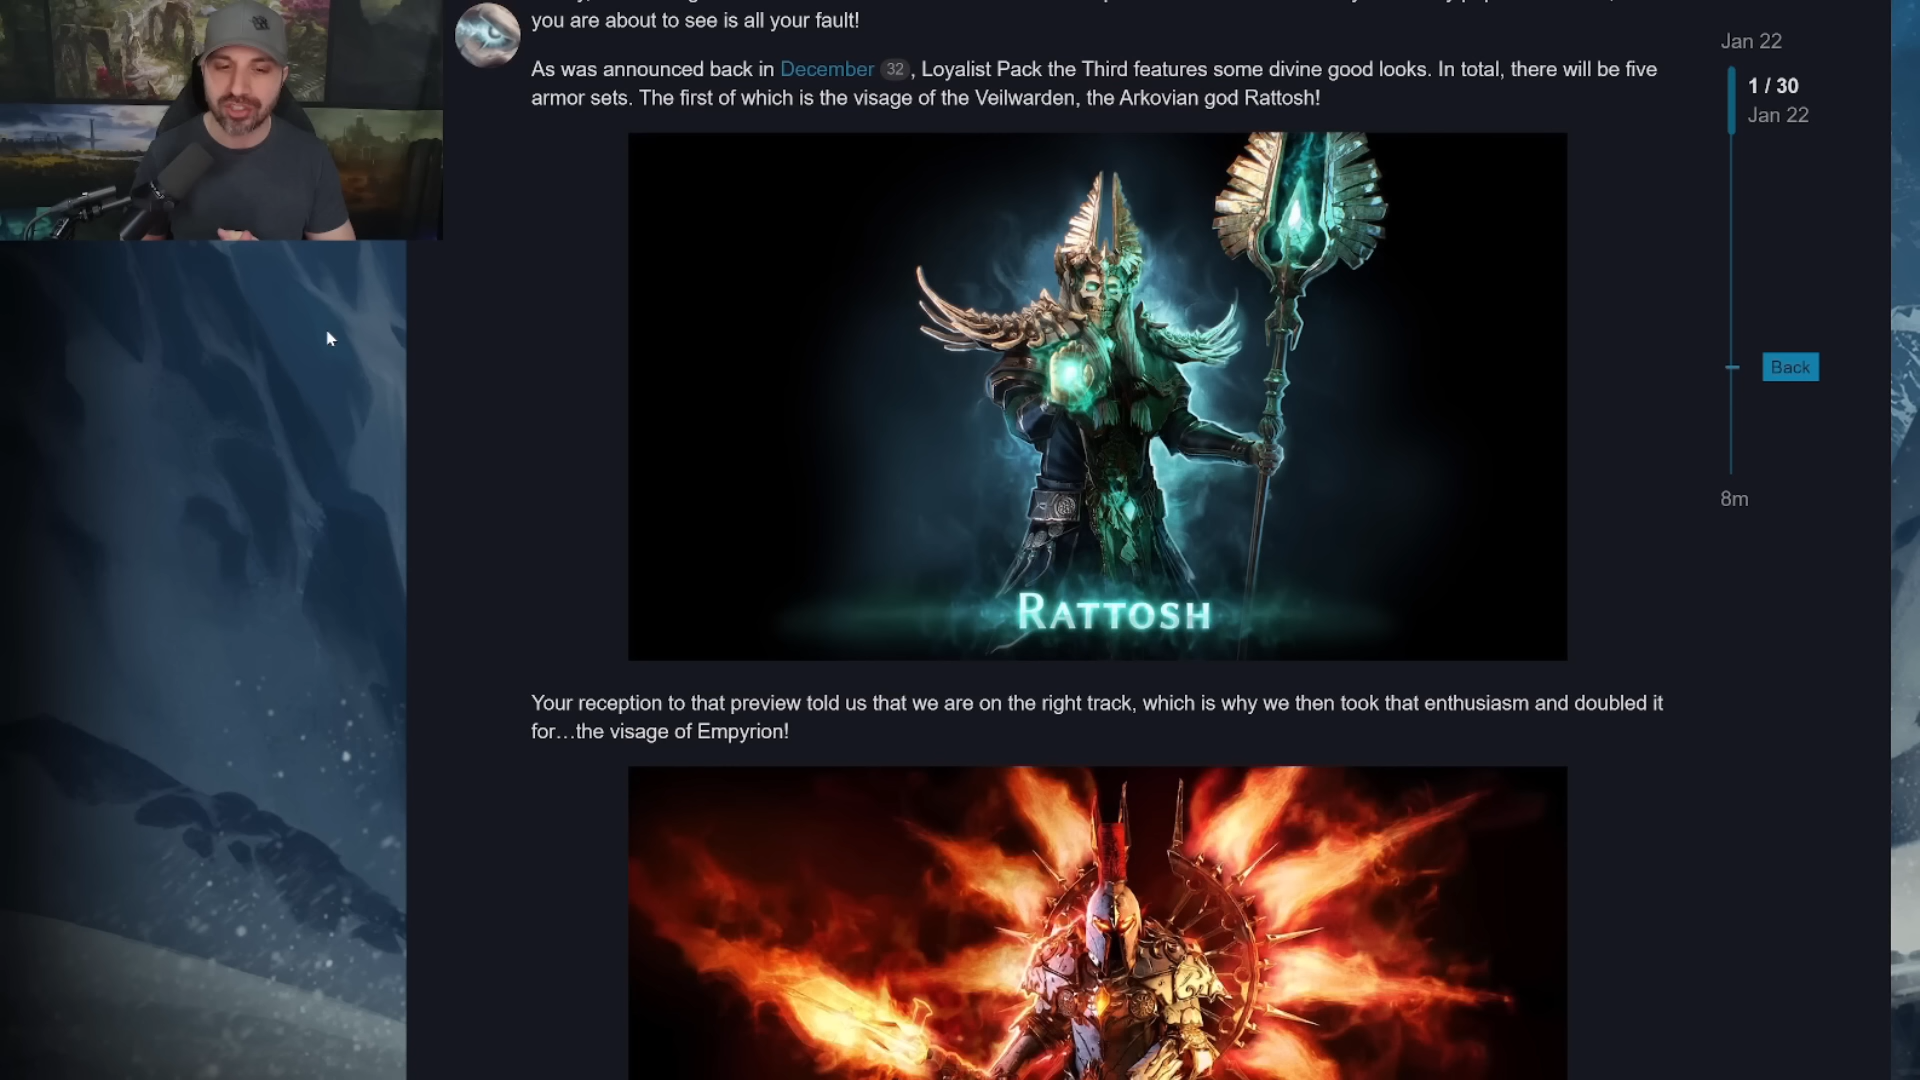 you are about to see is all your fault!
As was announced back in December 32, Loyalist Pack the Third features some divine good looks. In total, there will be five
armor sets. The first of which is the visage of the Veilwarden, the Arkovian god Rattosh!
RATTOSH
Your reception to that preview told us that we are on the right track, which is why we then took that enthusiasm and doubled it
for…the visage of Empyrion!
Jan 22
1 / 30
Jan 22
Back
8m